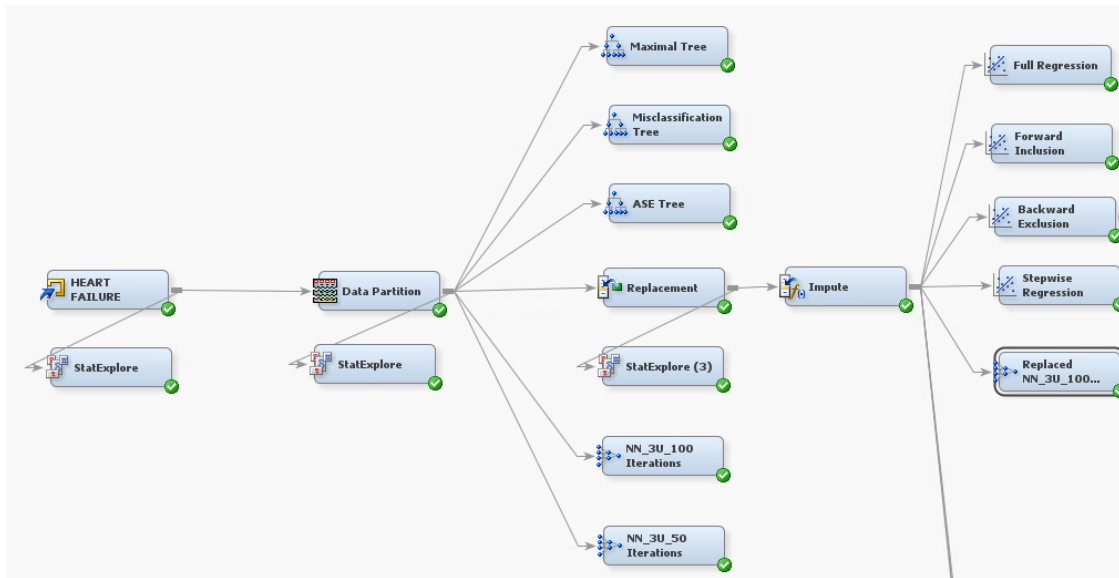 Maximal Tree
Full Regression
Misclassification
Tree
Forward
Inclusion
ASE Tree
Backward
Exclusion
HEART
FAILURE
Data Partition
Replacement
Impute
Stepwise
Regression
StatExplore
StatExplore
StatExplore (3)
Replaced
NN_3U_100...
NN_3U_100
Iterations
NN_3U_50
Iterations